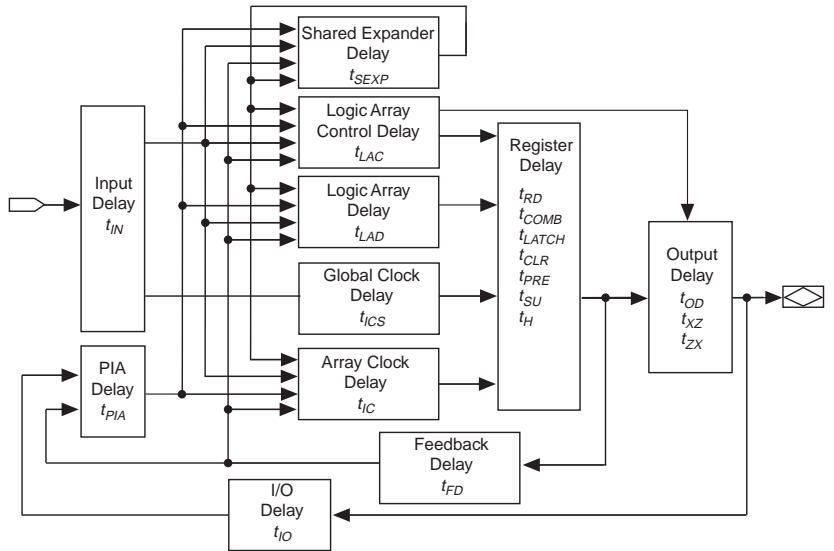 Shared Expander
Delay
tSEXP
Logic Array
Control Delay
tLAC
Register
Delay
tRD
tCOMB
tLATCH
tCLR
tPRE
tSU
tH
Input
Delay
tIN
Logic Array
Delay
tLAD
Output
Delay
tOD
tXZ
tZX
Global Clock
Delay
tICS
PIA
Delay
tPIA
Array Clock
Delay
tIC
Feedback
Delay
tFD
I/O
Delay
tIO